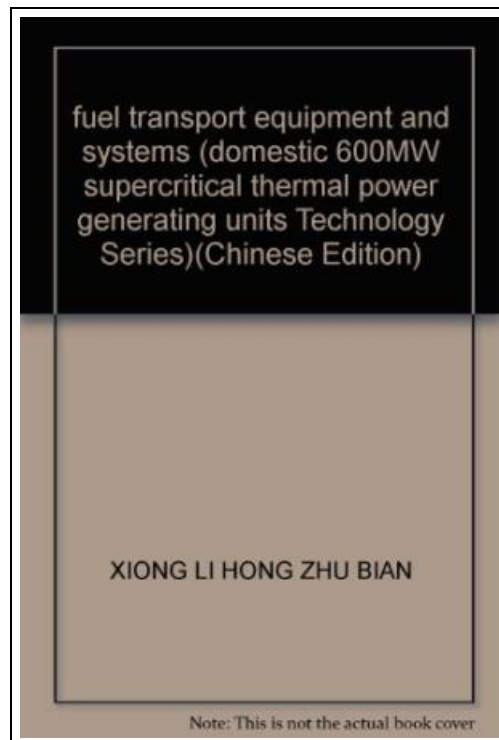 fuel transport equipment and
systems (domestic 600MW
supercritical thermal power
generating units Technology
Series)(Chinese Edition)
XIONG LI HONG ZHU BIAN
Note: This is not the actual book cover